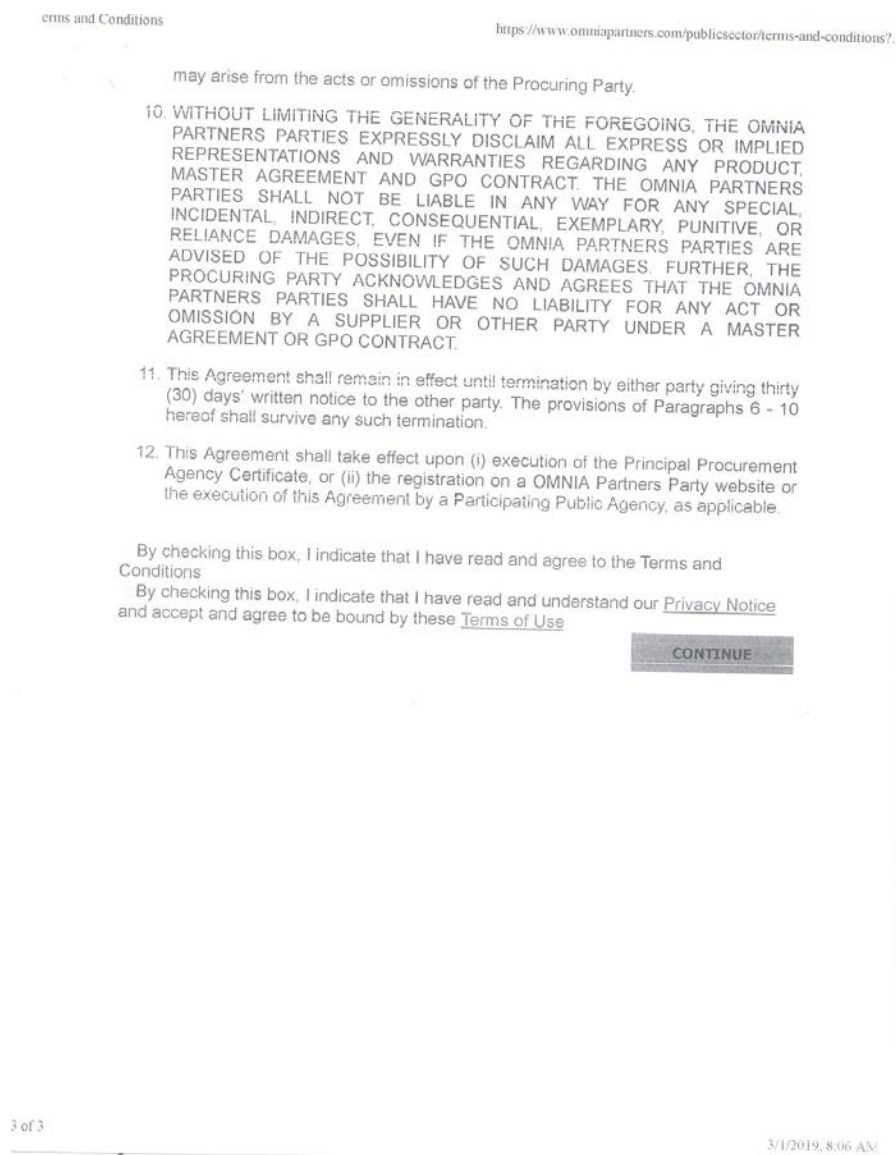 erms and Conditions
https://www.omniapartners.com/publicsector/terms-and-conditions?.
may arise from the acts or omissions of the Procuring Party.
10. WITHOUT LIMITING THE GENERALITY OF THE FOREGOING, THE OMNIA
PARTNERS PARTIES EXPRESSLY DISCLAIM ALL EXPRESS OR IMPLIED
REPRESENTATIONS AND WARRANTIES REGARDING ANY PRODUCT,
MASTER AGREEMENT AND GPO CONTRACT. THE OMNIA PARTNERS
PARTIES SHALL NOT BE LIABLE IN ANY WAY FOR ANY SPECIAL,
INCIDENTAL, INDIRECT, CONSEQUENTIAL, EXEMPLARY, PUNITIVE, OR
RELIANCE DAMAGES, EVEN IF THE OMNIA PARTNERS PARTIES ARE
ADVISED OF THE POSSIBILITY OF SUCH DAMAGES. FURTHER, THE
PROCURING PARTY ACKNOWLEDGES AND AGREES THAT THE OMNIA
PARTNERS PARTIES SHALL HAVE NO LIABILITY FOR ANY ACT OR
OMISSION BY A SUPPLIER OR OTHER PARTY UNDER A MASTER
AGREEMENT OR GPO CONTRACT.
11. This Agreement shall remain in effect until termination by either party giving thirty
(30) days' written notice to the other party. The provisions of Paragraphs 6 - 10
hereof shall survive any such termination.
12. This Agreement shall take effect upon (i) execution of the Principal Procurement
Agency Certificate, or (ii) the registration on a OMNIA Partners Party website or
the execution of this Agreement by a Participating Public Agency, as applicable.
By checking this box, I indicate that I have read and agree to the Terms and
Conditions
By checking this box, I indicate that I have read and understand our Privacy Notice
and accept and agree to be bound by these Terms of Use
CONTINUE
3 of 3
3/1/2019, 8:06 AM